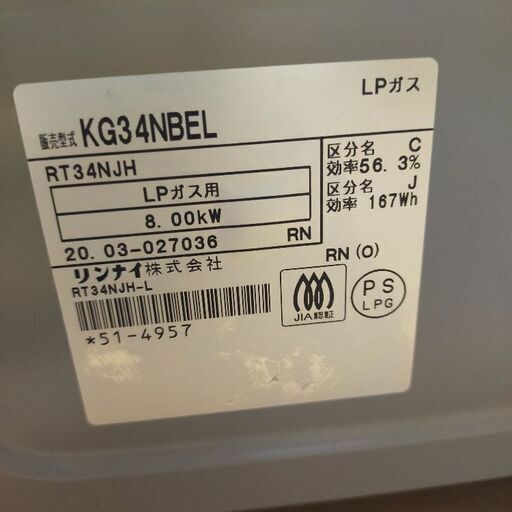 LPガス
販売型式 KG34NBEL
RT34NJH
LPガス用
8.00kW
20.03-027036 RN
区分名 C
効率56.3%
区分名 J
効率 167Wh
リンナイ株式会社
RN (O)
RT34NJH-L
*51-4957
JIA認証
PS
LPG